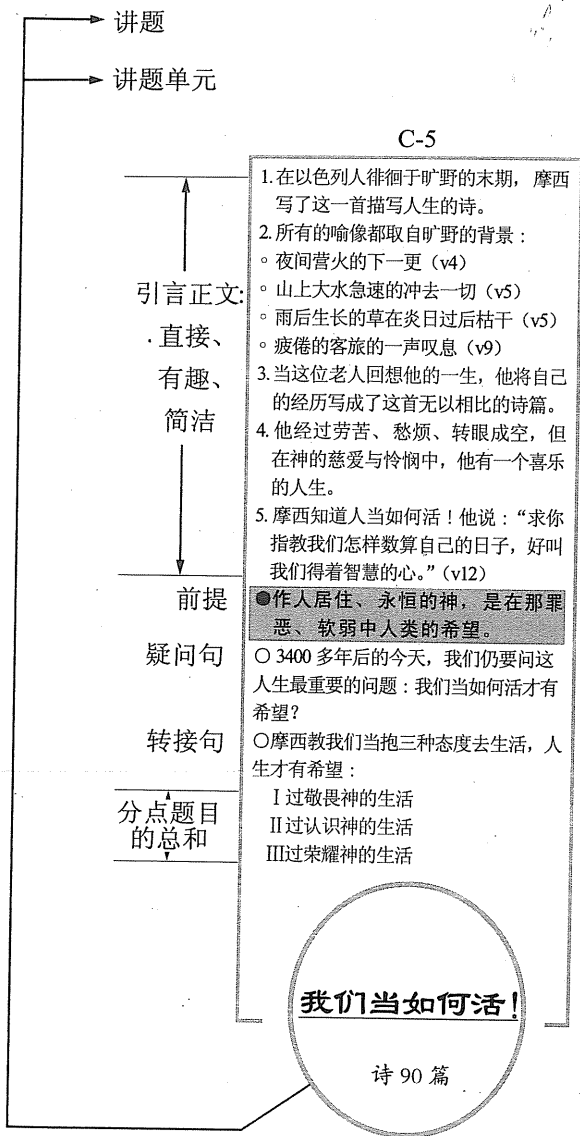 讲题
讲题单元
C-5
1.在以色列人徘徊于旷野的末期，摩西
写了这一首描写人生的诗。
2.所有的喻像都取自旷野的背景：
◦ 夜间营火的下一更（v4）
◦ 山上大水急速的冲去一切（v5）
◦ 雨后生长的草在炎日过后枯干（v5）
◦ 疲倦的客旅的一声叹息（v9）
3.当这位老人回想他的一生，他将自己
的经历写成了这首无以相比的诗篇。
4.他经过劳苦、愁烦、转眼成空，但
在神的慈爱与怜悯中，他有一个喜乐
的人生。
5.摩西知道人当如何活！他说：“求你
指教我们怎样数算自己的日子，好叫
我们得着智慧的心。”(v12)
引言正文:
直接、
有趣、
简洁
前提
●作人居住、永恒的神，是在那罪
恶、软弱中人类的希望。
疑问句
○ 3400多年后的今天，我们仍要问这
人生最重要的问题：我们当如何活才有
希望？
转接句
○摩西教我们当抱三种态度去生活，人
生才有希望：
分点题目
的总和
Ⅰ过敬畏神的生活
Ⅱ过认识神的生活
Ⅲ过荣耀神的生活
我们当如何活！
诗90篇